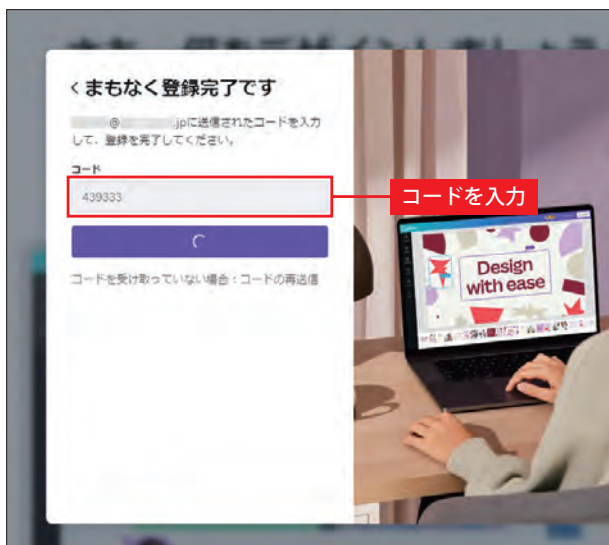 まもなく登録完了です
@ .jpに送信されたコードを入力
して、登録を完了してください。
コード
439333
コードを入力
コードを受け取っていない場合：コードの再送信
Design
with ease